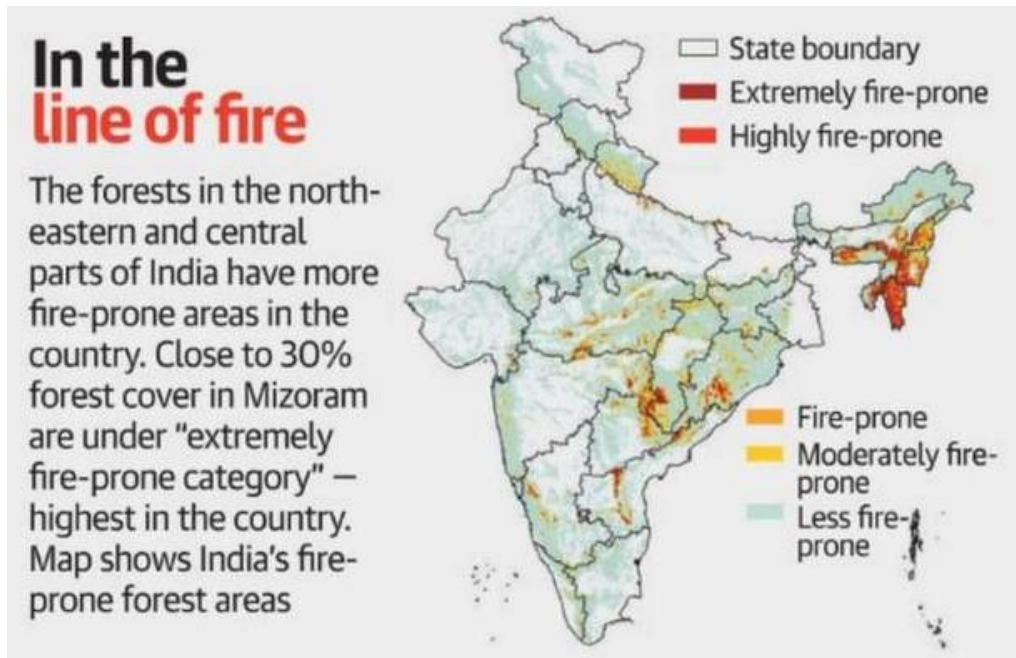 In the
line of fire
The forests in the north-
eastern and central
parts of India have more
fire-prone areas in the
country. Close to 30%
forest cover in Mizoram
are under "extremely
fire-prone category" —
highest in the country.
Map shows India's fire-
prone forest areas
State boundary
Extremely fire-prone
Highly fire-prone
Fire-prone
Moderately fire-
prone
Less fire-
prone